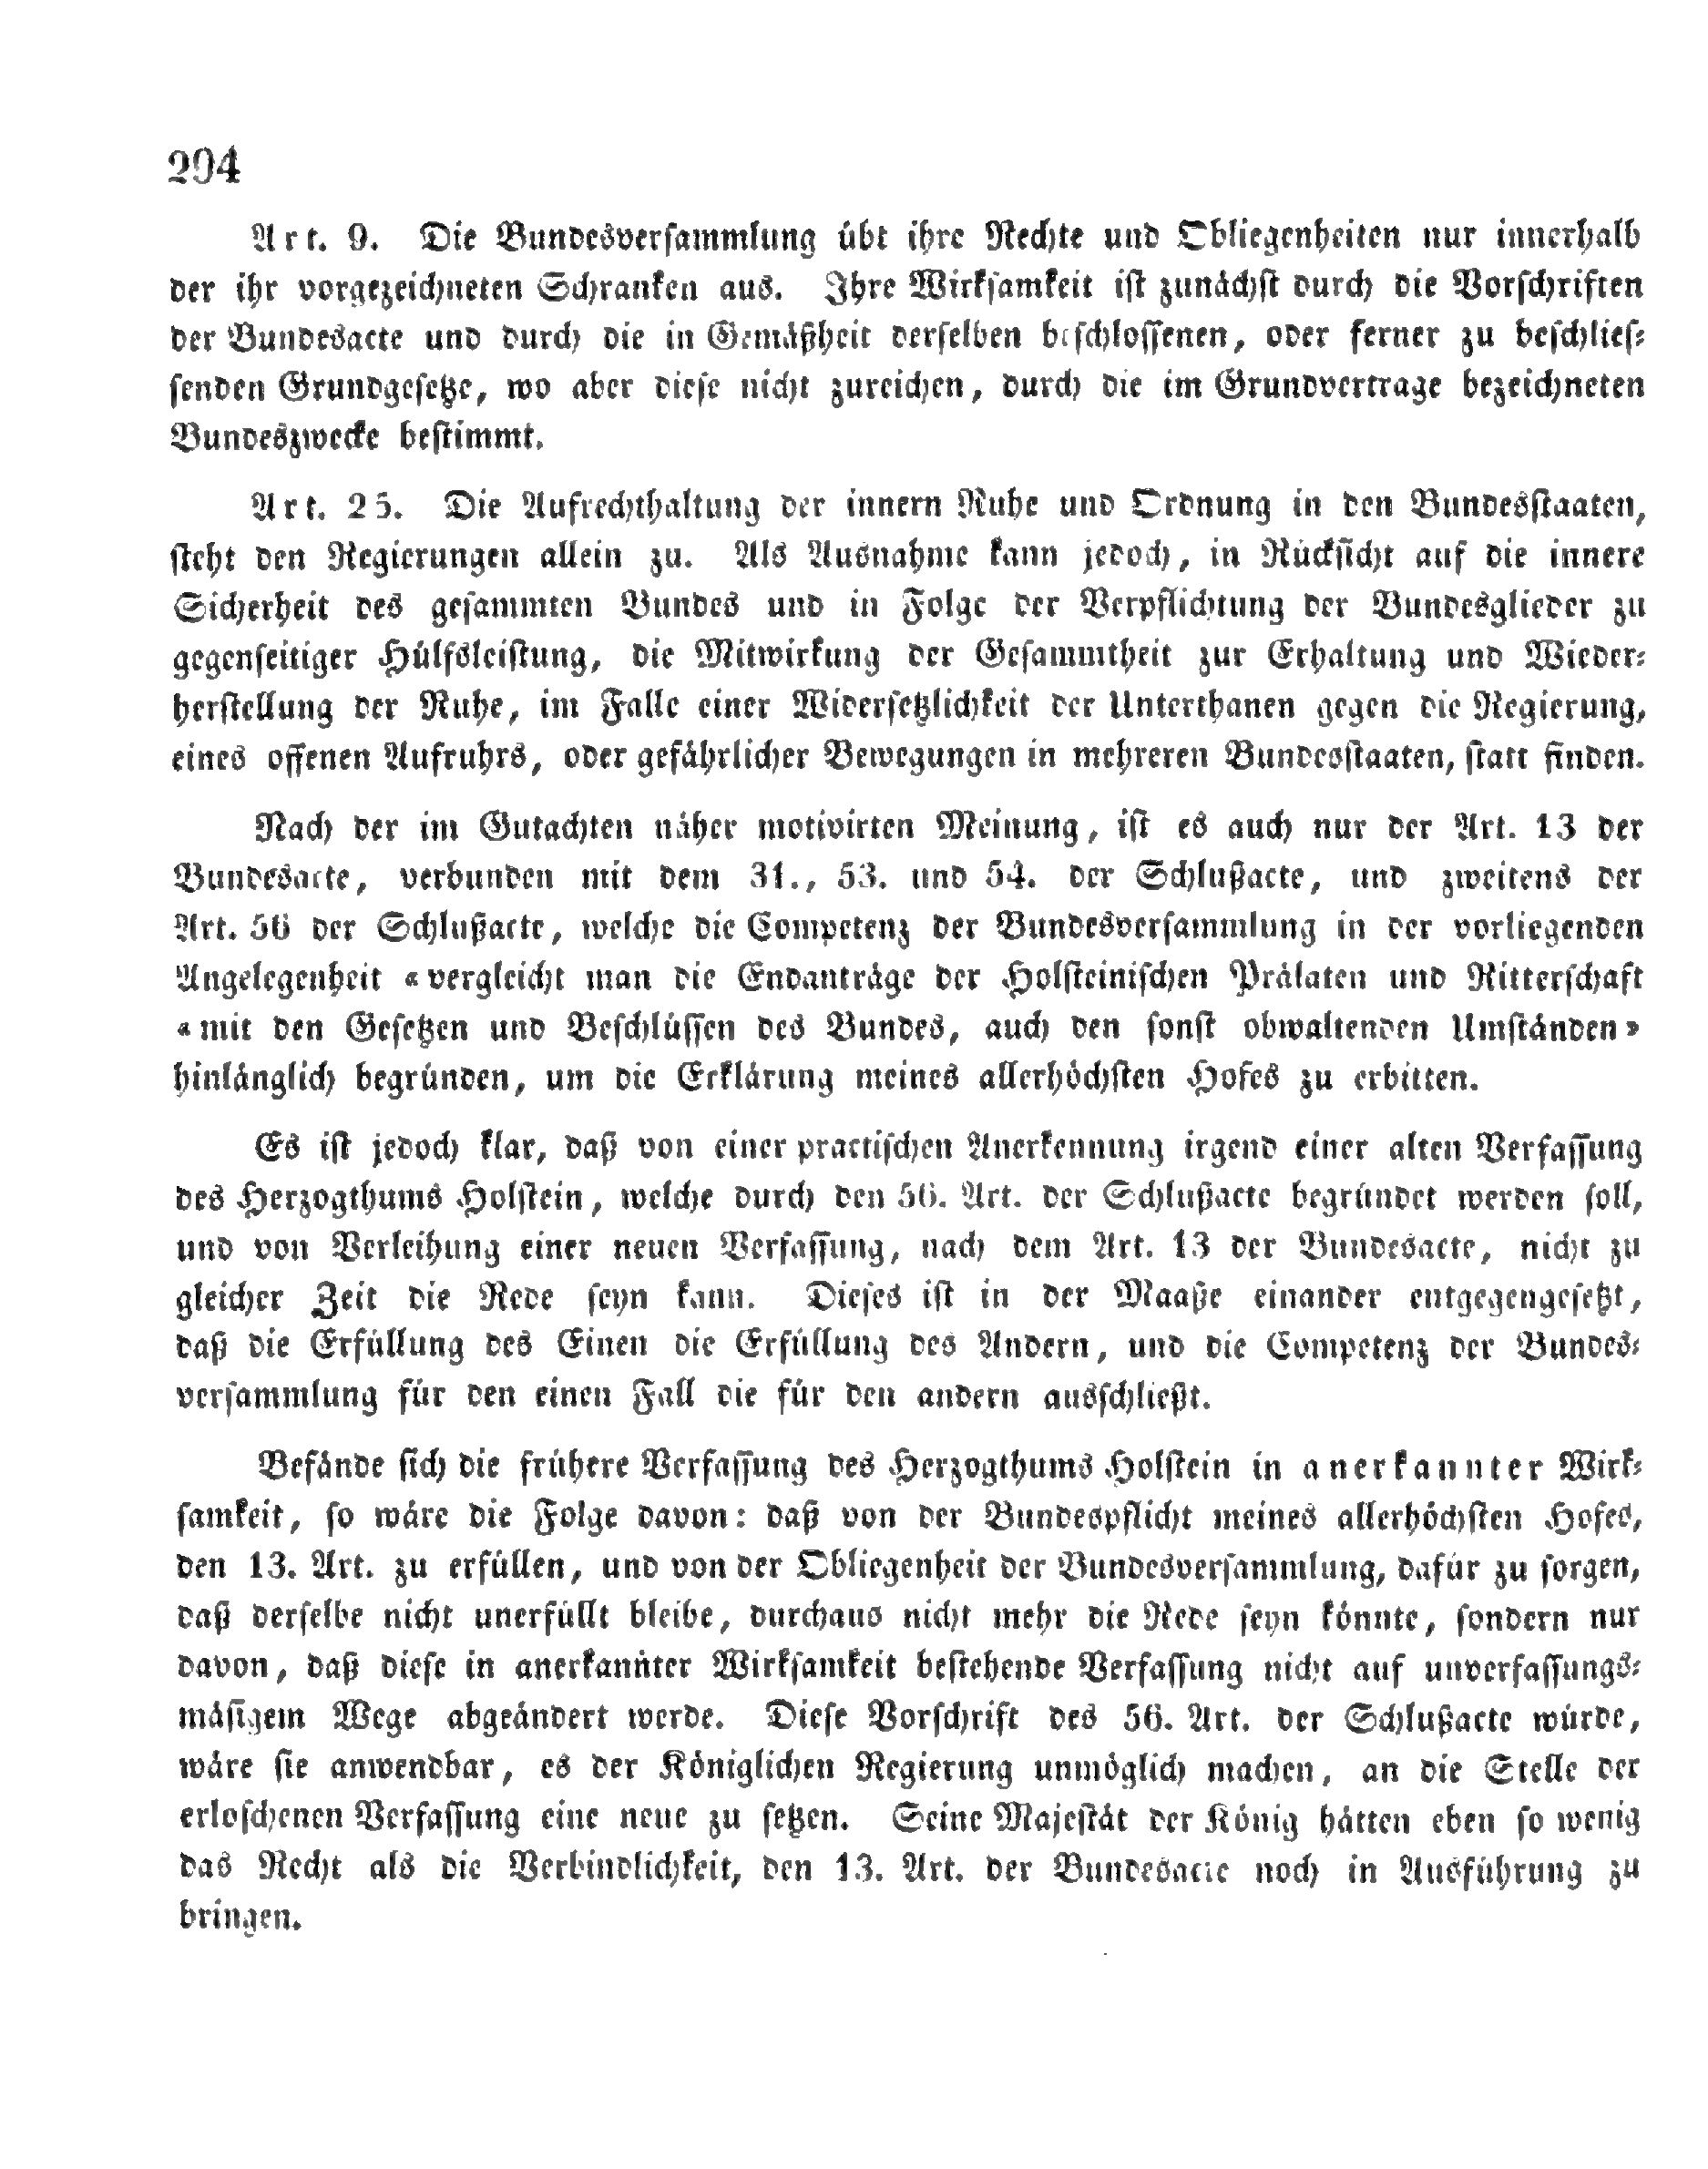 294
Art. 9. Die Bundesversammlung übt ihre Rechte und Obliegenheiten nur innerhalb
der ihr vorgezeichneten Schranken aus. Ihre Wirksamkeit ist zunächst durch die Vorschriften
der Bundesacte und durch die in Gemäßheit derselben beschlossenen, oder ferner zu beschlies-
senden Grundgesetze, wo aber diese nicht zureichen, durch die im Grundvertrage bezeichneten
Bundeszwecke bestimmt.
Art. 25. Die Aufrechthaltung der innern Ruhe und Ordnung in den Bundesstaaten,
steht den Regierungen allein zu. Als Ausnahme kann jedoch, in Rücksicht auf die innere
Sicherheit des gesammten Bundes und in Folge der Verpflichtung der Bundesglieder zu
gegenseitiger Hülfsleistung, die Mitwirkung der Gesammtheit zur Erhaltung und Wieder-
herstellung der Ruhe, im Falle einer Widersetzlichkeit der Unterthanen gegen die Regierung,
eines offenen Aufruhrs, oder gefährlicher Bewegungen in mehreren Bundesstaaten, statt finden.
Nach der im Gutachten näher motivirten Meinung, ist es auch nur der Art. 13 der
Bundesacte, verbunden mit dem 31., 53. und 54. der Schlußacte, und zweitens der
Art. 56 der Schlußacte, welche die Competenz der Bundesversammlung in der vorliegenden
Angelegenheit «vergleicht man die Endanträge der Holsteinischen Prälaten und Ritterschaft
«mit den Gesetzen und Beschlüssen des Bundes, auch den sonst obwaltenden Umständen»
hinlänglich begründen, um die Erklärung meines allerhöchsten Hofes zu erbitten.
Es ist jedoch klar, daß von einer practischen Anerkennung irgend einer alten Verfassung
des Herzogthums Holstein, welche durch den 56. Art. der Schlußacte begründet werden soll,
und von Verleihung einer neuen Verfassung, nach dem Art. 13 der Bundesacte, nicht zu
gleicher Zeit die Rede seyn kann. Dieses ist in der Maaße einander entgegengesetzt,
daß die Erfüllung des Einen die Erfüllung des Andern, und die Competenz der Bundes-
versammlung für den einen Fall die für den andern ausschließt.
Befände sich die frühere Verfassung des Herzogthums Holstein in anerkannter Wirk-
samkeit, so wäre die Folge davon: daß von der Bundespflicht meines allerhöchsten Hofes,
den 13. Art. zu erfüllen, und von der Obliegenheit der Bundesversammlung, dafür zu sorgen,
daß derselbe nicht unerfüllt bleibe, durchaus nicht mehr die Rede seyn könnte, sondern nur
davon, daß diese in anerkannter Wirksamkeit bestehende Verfassung nicht auf unverfassungs-
mäsigem Wege abgeändert werde. Diese Vorschrift des 56. Art. der Schlußacte würde,
wäre sie anwendbar, es der Königlichen Regierung unmöglich machen, an die Stelle der
erloschenen Verfassung eine neue zu setzen. Seine Majestät der König hätten eben so wenig
das Recht als die Verbindlichkeit, den 13. Art. der Bundesacte noch in Ausführung zu
bringen.